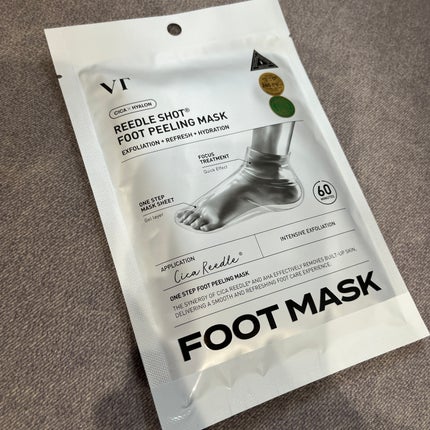 VT
CICA × HYALON
REEDLE SHOT®
FOOT PEELING MASK
EXFOLIATION + REFRESH + HYDRATION
FOCUS
TREATMENT
Quick Effect
ONE STEP
MASK SHEET
Gel layer
60
MINUTES
APPLICATION
INTENSIVE EXFOLIATION
Cica Reedle®
ONE STEP FOOT PEELING MASK
THE SYNERGY OF CICA REEDLE® AND AHA EFFECTIVELY REMOVES BUILT-UP SKIN,
DELIVERING A SMOOTH AND REFRESHING FOOT CARE EXPERIENCE.
FOOT MASK